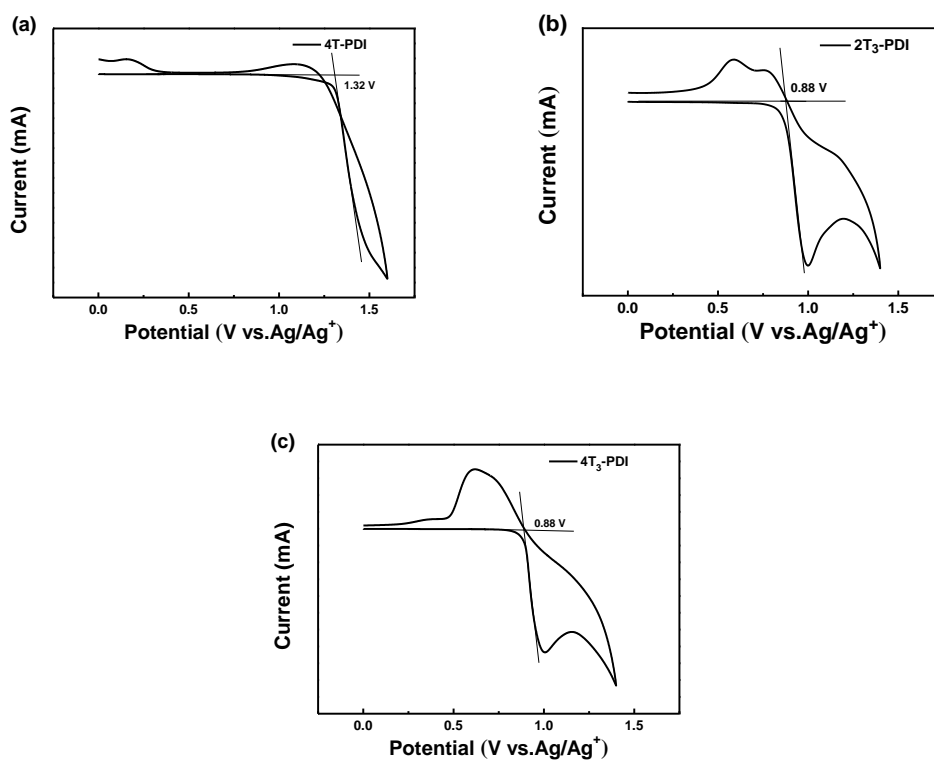 (a)
4T-PDI
1.32 V
Current (mA)
0.0 0.5 1.0 1.5
Potential (V vs.Ag/Ag⁺)
(b)
2T₃-PDI
0.88 V
Current (mA)
0.0 0.5 1.0 1.5
Potential (V vs.Ag/Ag⁺)
(c)
4T₃-PDI
0.88 V
Current (mA)
0.0 0.5 1.0 1.5
Potential (V vs.Ag/Ag⁺)